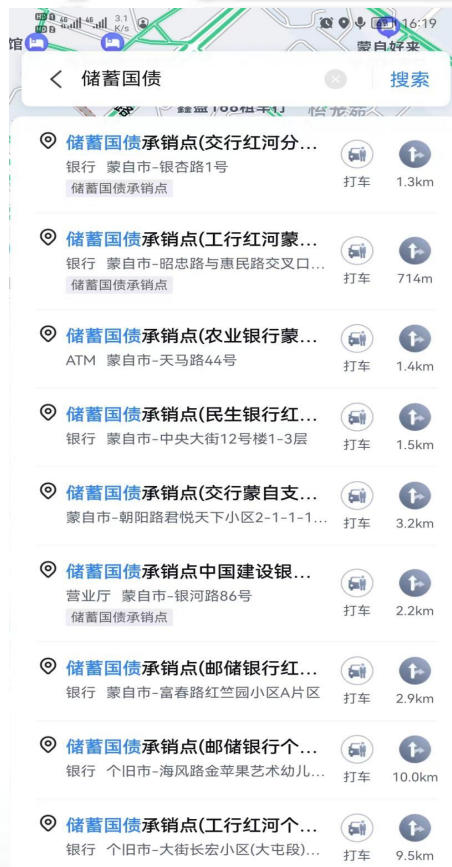 HD 46 46 3.1 K/s 16:19
馆
蒙自好来
储蓄国债 搜索
储蓄国债承销点(交行红河分...
银行 蒙自市-银杏路1号
储蓄国债承销点
打车 1.3km
储蓄国债承销点(工行红河蒙...
银行 蒙自市-昭忠路与惠民路交叉口...
储蓄国债承销点
打车 714m
储蓄国债承销点(农业银行蒙...
ATM 蒙自市-天马路44号
打车 1.4km
储蓄国债承销点(民生银行红...
银行 蒙自市-中央大街12号楼1-3层
打车 1.5km
储蓄国债承销点(交行蒙自支...
蒙自市-朝阳路君悦天下小区2-1-1-1...
打车 3.2km
储蓄国债承销点中国建设银...
营业厅 蒙自市-银河路86号
储蓄国债承销点
打车 2.2km
储蓄国债承销点(邮储银行红...
银行 蒙自市-富春路红竺园小区A片区
打车 2.9km
储蓄国债承销点(邮储银行个...
银行 个旧市-海风路金苹果艺术幼儿...
打车 10.0km
储蓄国债承销点(工行红河个...
银行 个旧市-大街长宏小区(大屯段)...
打车 9.5km